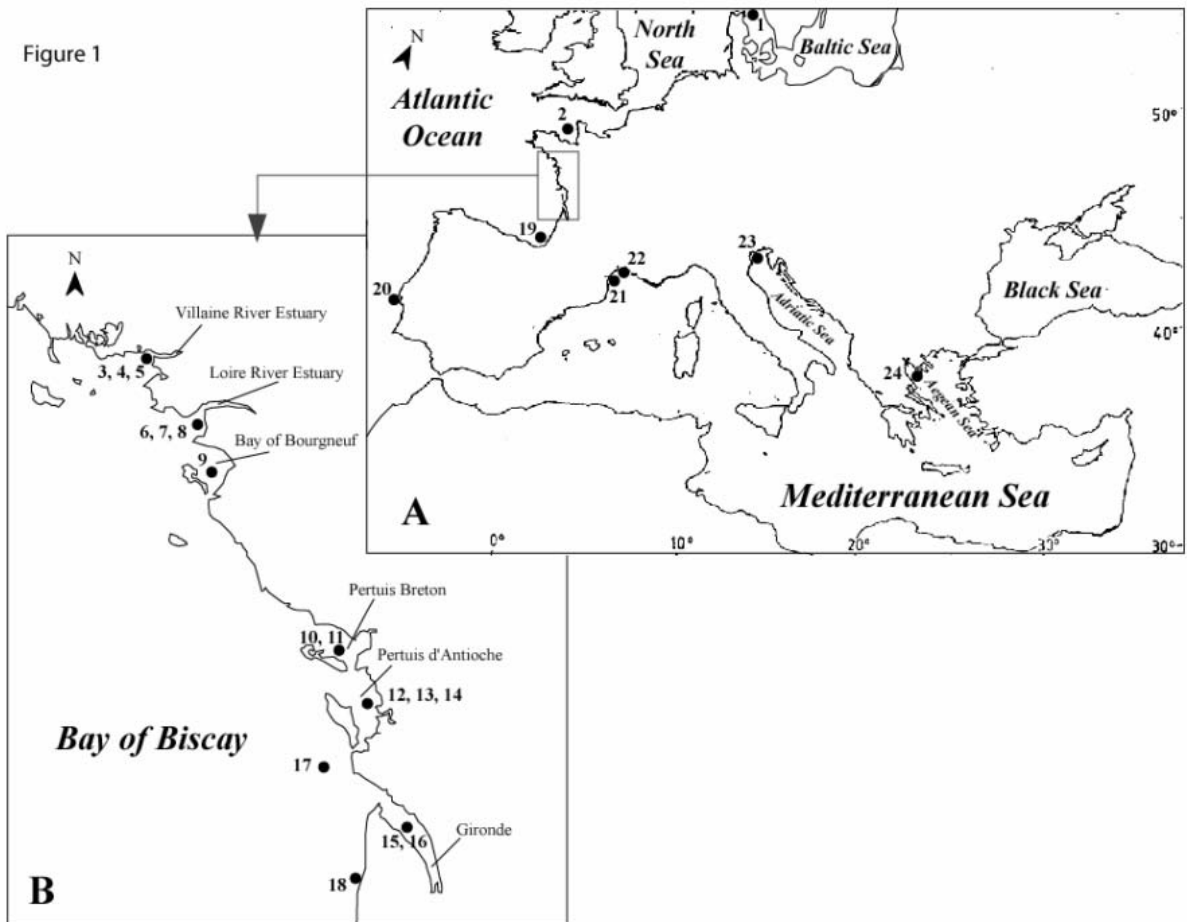 Figure 1
N
Atlantic
Ocean
North
Sea
1
Baltic Sea
2
50°
19
20
22
21
23
Adriatic Sea
Black Sea
40°
24
Aegean Sea
Mediterranean Sea
A
0°
10°
20°
30°
N
Villaine River Estuary
3, 4, 5
Loire River Estuary
6, 7, 8
Bay of Bourgneuf
9
Pertuis Breton
10, 11
Pertuis d'Antioche
12, 13, 14
Bay of Biscay
17
15, 16
Gironde
18
B